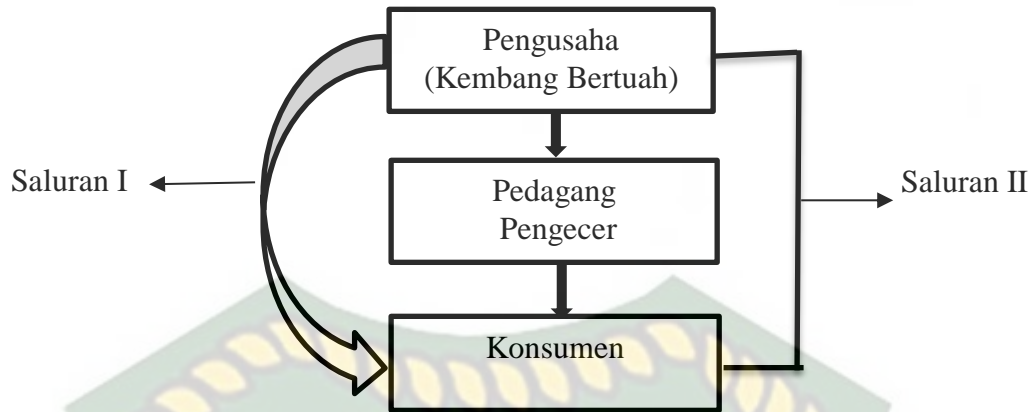 Pengusaha
(Kembang Bertuah)
Saluran I
Pedagang
Pengecer
Saluran II
Konsumen